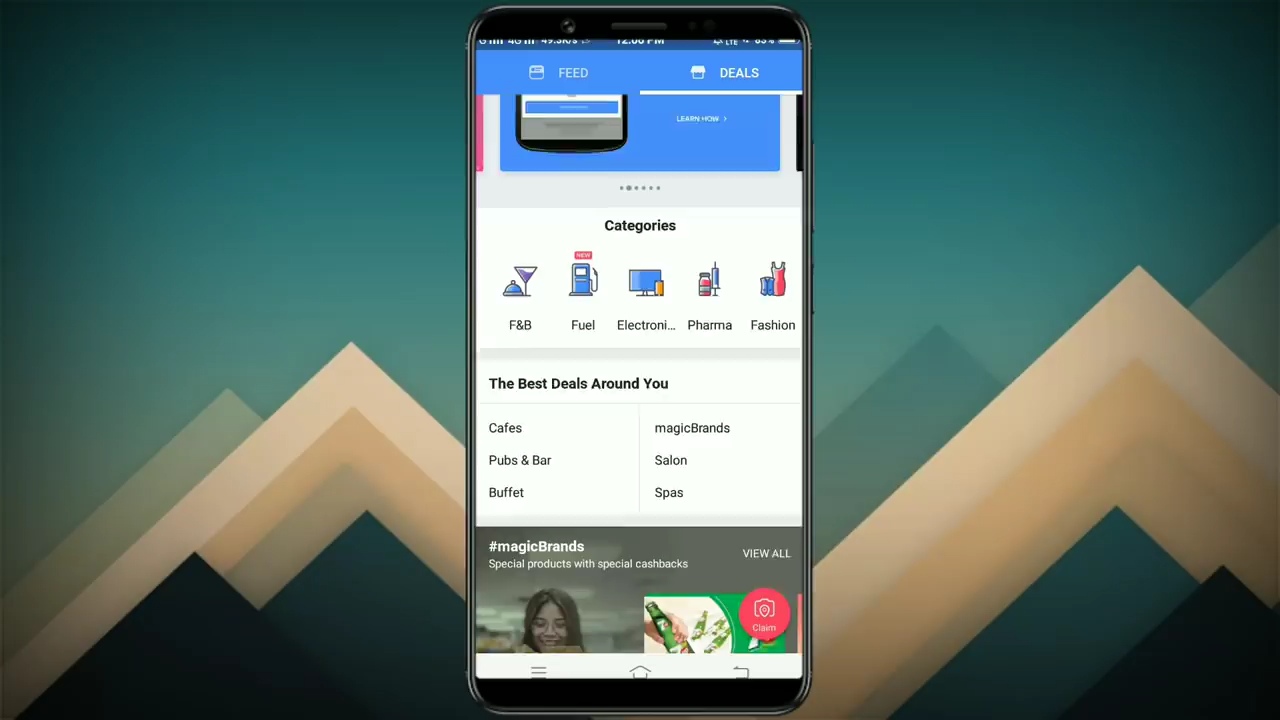 FEED DEALS
LEARN HOW
Categories
NEW
F&B Fuel Electroni... Pharma Fashion
The Best Deals Around You
Cafes magicBrands
Pubs & Bar Salon
Buffet Spas
#magicBrands
VIEW ALL
Special products with special cashbacks
Claim